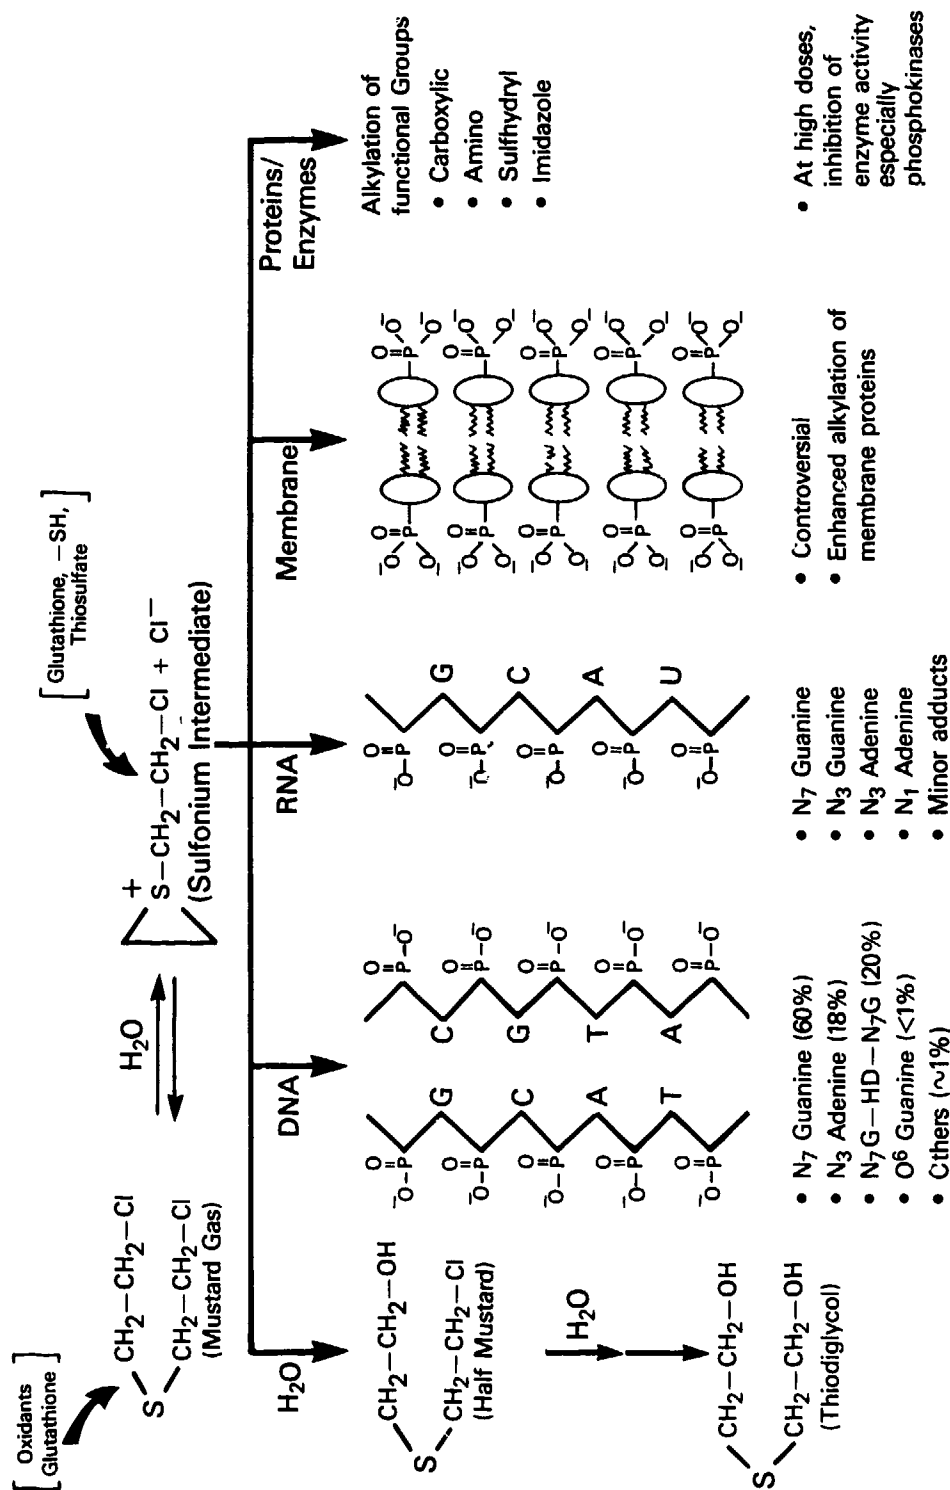 [Oxidants
Glutathione]
CH2–CH2–Cl
S
CH2–CH2–Cl
(Mustard Gas)
H2O
[Glutathione, –SH,
Thiosulfate]
+
S–CH2–CH2–Cl + Cl–
(Sulfonium Intermediate)
H2O
CH2–CH2–OH
S
CH2–CH2–Cl
(Half Mustard)
H2O
CH2–CH2–OH
S
CH2–CH2–OH
(Thiodiglycol)
DNA
O O O O O
–O–P –O–P –O–P –O–P –O–P
G C A T
C G T A
O O O O O
P–O– P–O– P–O– P–O– P–O–
• N7 Guanine (60%)
• N3 Adenine (18%)
• N7G–HD–N7G (20%)
• O6 Guanine (<1%)
• Cthers (~1%)
RNA
O O O O O
–O–P –O–P –O–P –O–P –O–P
G C A U
• N7 Guanine
• N3 Guanine
• N3 Adenine
• N1 Adenine
• Minor adducts
Membrane
O O O O O
P P P P P
O– O– O– O– O–
O– O– O– O– O–
O O O O O
P P P P P
O– O– O– O– O–
O– O– O– O– O–
• Controversial
• Enhanced alkylation of
membrane proteins
Proteins/
Enzymes
Alkylation of
functional Groups
• Carboxylic
• Amino
• Sulfhydryl
• Imidazole
• At high doses,
inhibition of
enzyme activity
especially
phosphokinases